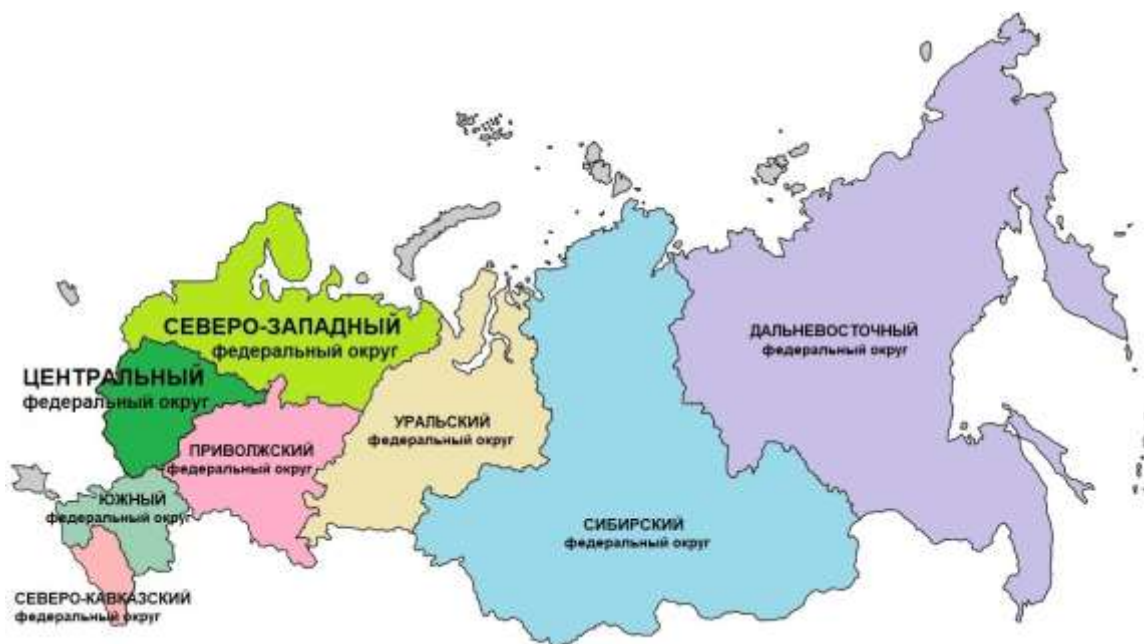 СЕВЕРО-ЗАПАДНЫЙ
федеральный округ
ДАЛЬНЕВОСТОЧНЫЙ
федеральный округ
ЦЕНТРАЛЬНЫЙ
федеральный округ
УРАЛЬСКИЙ
федеральный округ
ПРИВОЛЖСКИЙ
федеральный округ
ЮЖНЫЙ
федеральный округ
СИБИРСКИЙ
федеральный округ
СЕВЕРО-КАВКАЗСКИЙ
федеральный округ